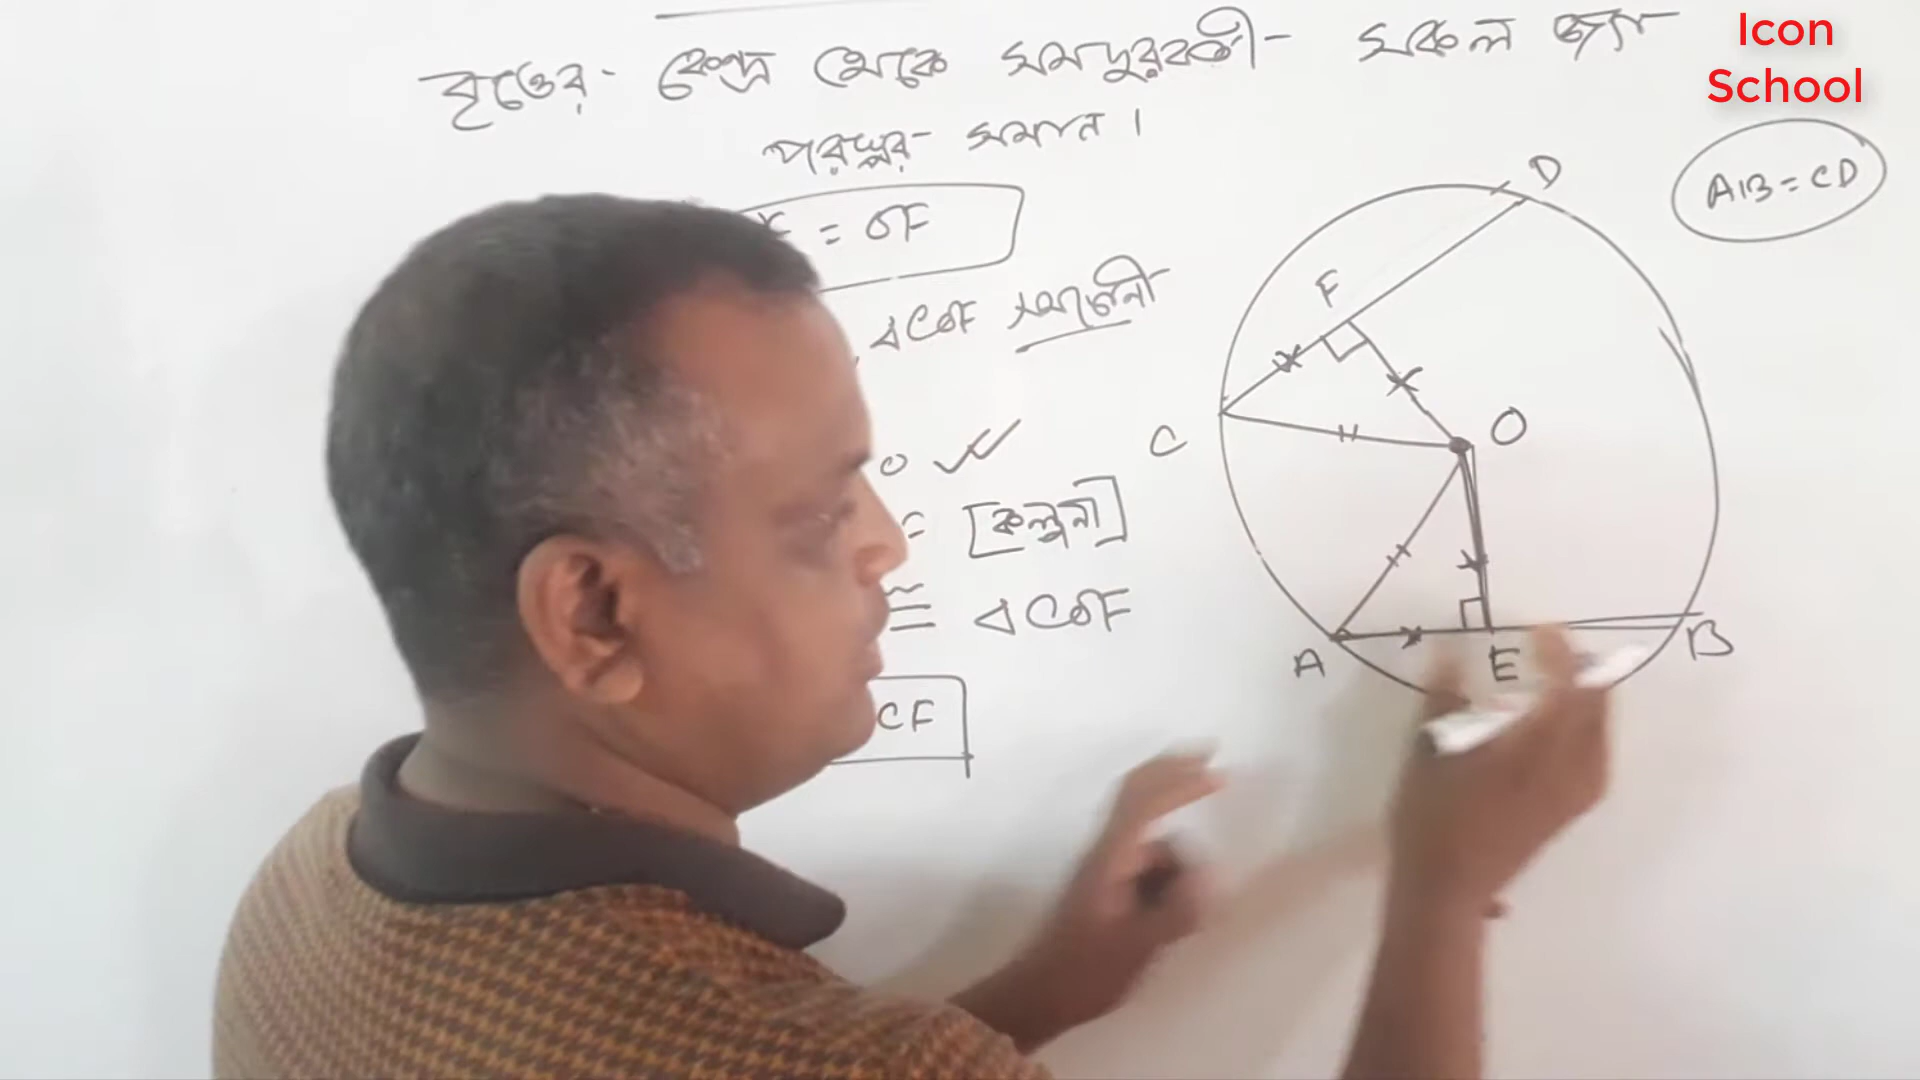 Icon
School
বৃত্তের কেন্দ্র থেকে সমদূরবর্তী সকল জ্যা
পরস্পর সমান।
= OF
△COF সমকোণী
= [কল্পনা]
≅ △COF
CF
AB = CD
D
F
O
C
A
E
B